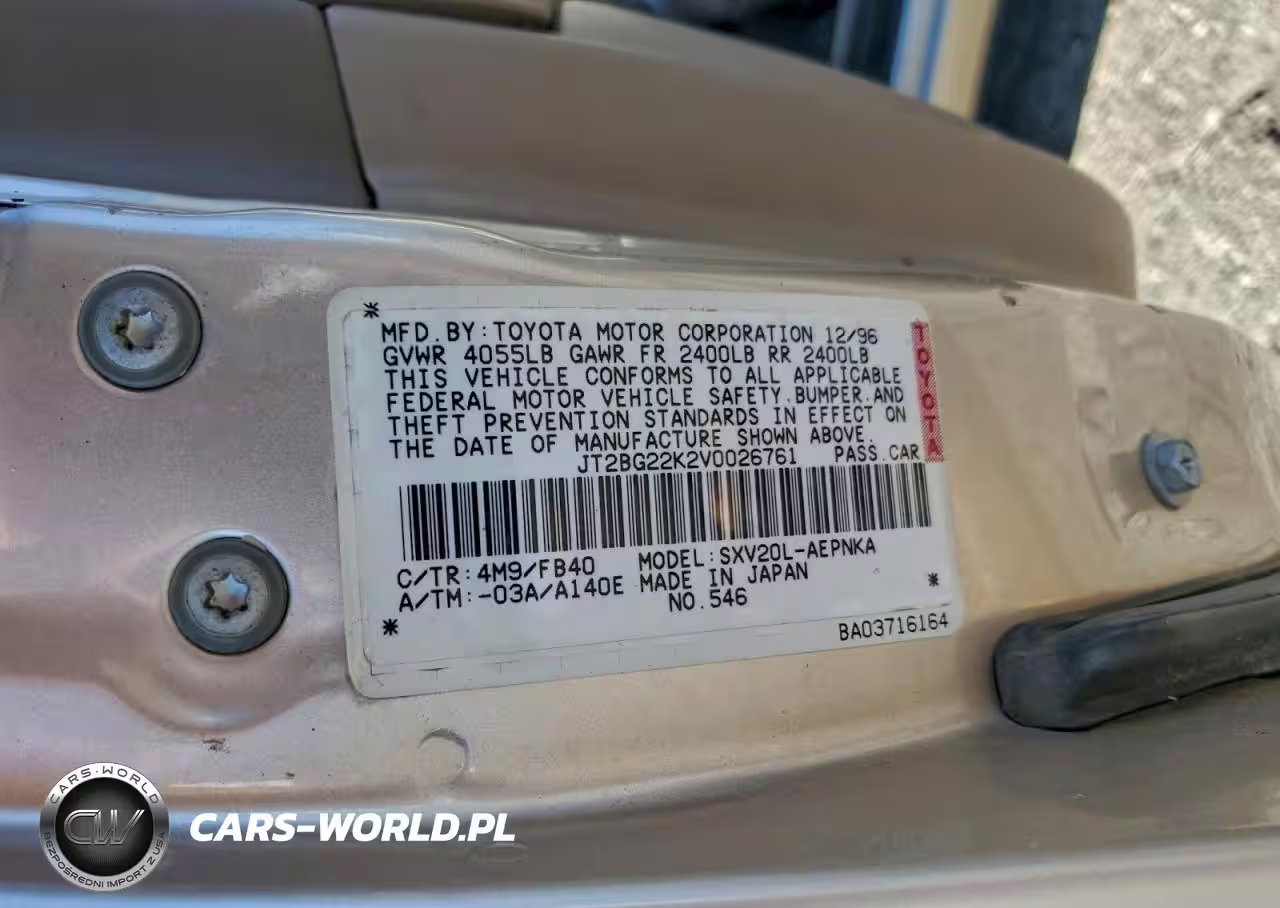 MFD. BY: TOYOTA MOTOR CORPORATION 12/96
GVWR 4055LB GAWR FR 2400LB RR 2400LB
THIS VEHICLE CONFORMS TO ALL APPLICABLE
FEDERAL MOTOR VEHICLE SAFETY.BUMPER.AND
THEFT PREVENTION STANDARDS IN EFFECT ON
THE DATE OF MANUFACTURE SHOWN ABOVE.
JT2BG22K2V0026761 PASS.CAR
TOYOTA
C/TR: 4M9/FB40 MODEL: SXV20L-AEPNKA
A/TM: -03A/A140E MADE IN JAPAN
NO.546
BA03716164
CARS-WORLD
CW
BEZPOŚREDNI IMPORT Z USA
CARS-WORLD.PL